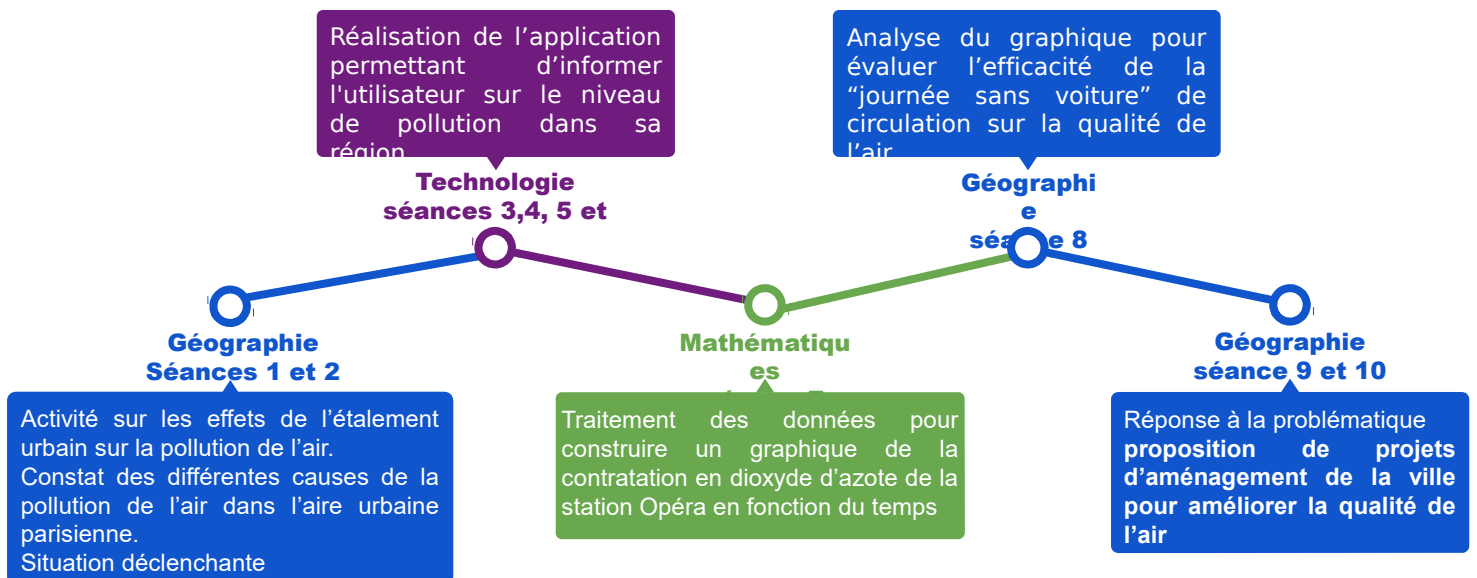 Réalisation de l’application
permettant d’informer
l'utilisateur sur le niveau
de pollution dans sa
région
Technologie
séances 3,4, 5 et
Analyse du graphique pour
évaluer l’efficacité de la
“journée sans voiture” de
circulation sur la qualité de
l’air
Géographi
e
séance 8
Géographie
Séances 1 et 2
Activité sur les effets de l’étalement
urbain sur la pollution de l’air.
Constat des différentes causes de la
pollution de l’air dans l’aire urbaine
parisienne.
Situation déclenchante
Mathématiqu
es
Traitement des données pour
construire un graphique de la
contratation en dioxyde d’azote de la
station Opéra en fonction du temps
Géographie
séance 9 et 10
Réponse à la problématique
proposition de projets
d’aménagement de la ville
pour améliorer la qualité de
l’air